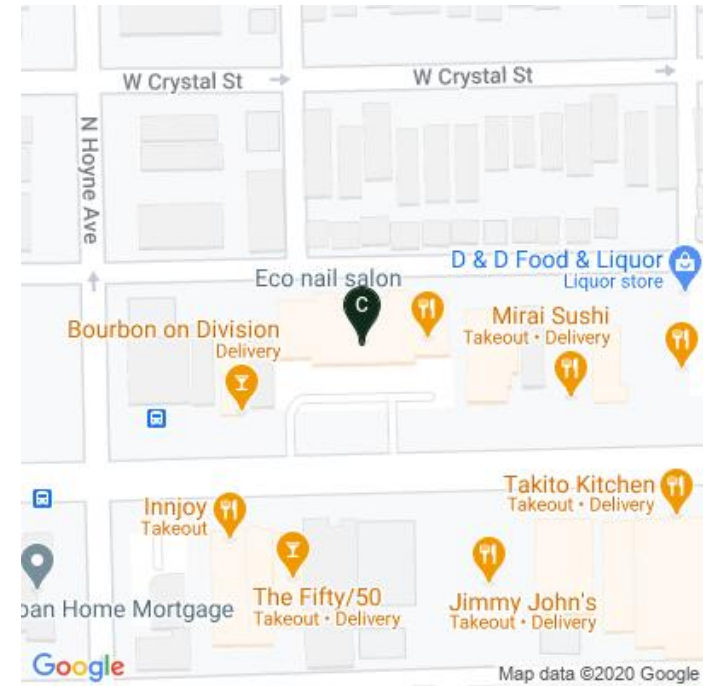 W Crystal St
W Crystal St
N Hoyne Ave
D & D Food & Liquor
Liquor store
Eco nail salon
C
Bourbon on Division
Delivery
Mirai Sushi
Takeout • Delivery
Takito Kitchen
Takeout • Delivery
Innjoy
Takeout
The Fifty/50
Takeout • Delivery
Jimmy John's
Takeout • Delivery
Home Mortgage
Google
Map data ©2020 Google